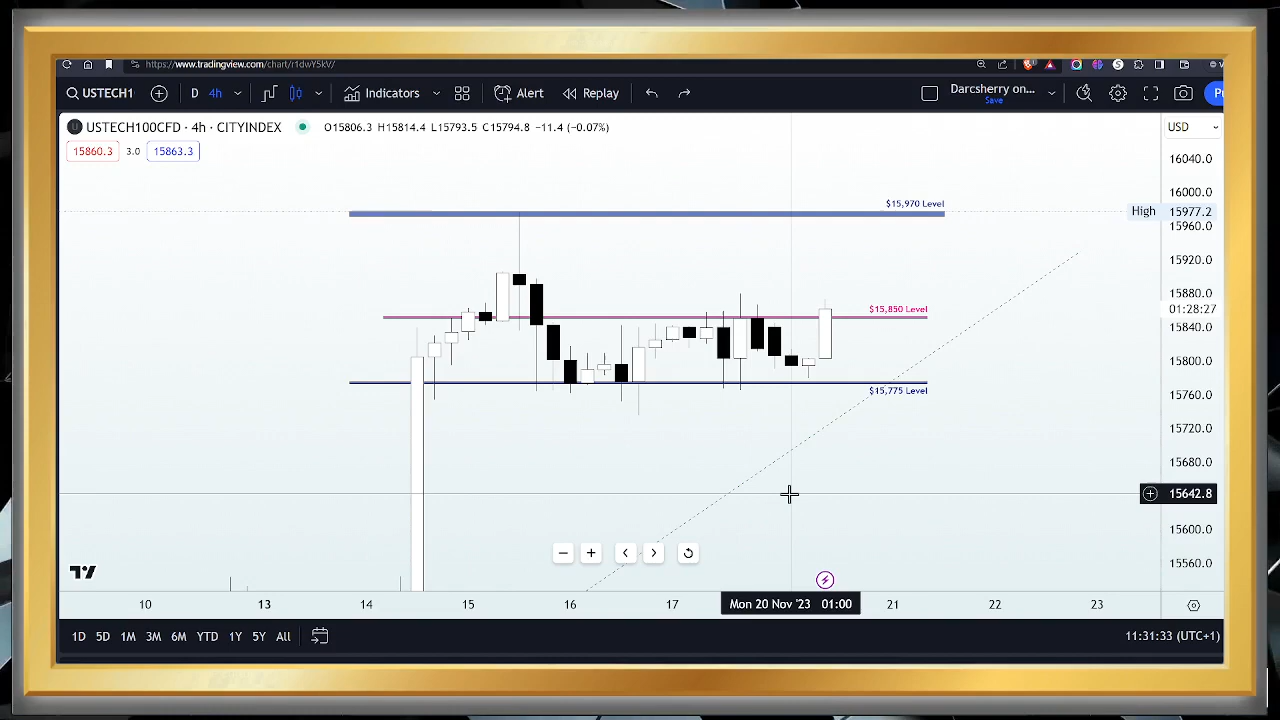 https://www.tradingview.com/chart/r1dwY5kV/
USTECH1 D 4h Indicators Alert Replay Darcsherry on...
Save
USTECH100CFD · 4h · CITYINDEX O15806.3 H15814.4 L15793.5 C15794.8 −11.4 (−0.07%) USD
15860.3 3.0 15863.3
16040.0
16000.0
$15,970 Level
High 15977.2
15960.0
15920.0
15880.0
$15,850 Level
01:28:27
15840.0
15800.0
$15,775 Level
15760.0
15720.0
15680.0
15642.8
15600.0
15560.0
10 13 14 15 16 17 Mon 20 Nov '23 01:00 21 22 23
1D 5D 1M 3M 6M YTD 1Y 5Y All 11:31:33 (UTC+1)